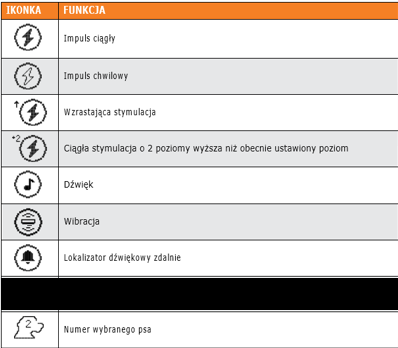 IKONKA FUNKCJA
Impuls ciągły
Impuls chwilowy
Wzrastająca stymulacja
+2 Ciągła stymulacja o 2 poziomy wyższa niż obecnie ustawiony poziom
Dźwięk
Wibracja
Lokalizator dźwiękowy zdalnie
2 Numer wybranego psa